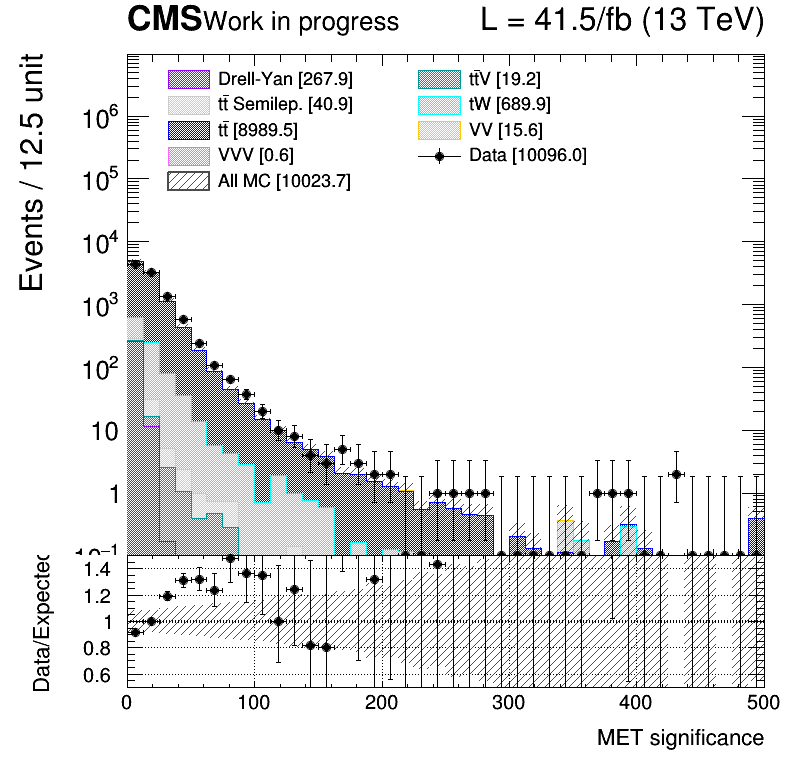 CMS Work in progress L = 41.5/fb (13 TeV)
Events / 12.5 unit
Drell-Yan [267.9] tt̄V [19.2]
tt̄ Semilep. [40.9] tW [689.9]
tt̄ [8989.5] VV [15.6]
VVV [0.6] Data [10096.0]
All MC [10023.7]
10⁶
10⁵
10⁴
10³
10²
10
1
10⁻¹
Data/Expected
1.4
1.2
1
0.8
0.6
0 100 200 300 400 500
MET significance